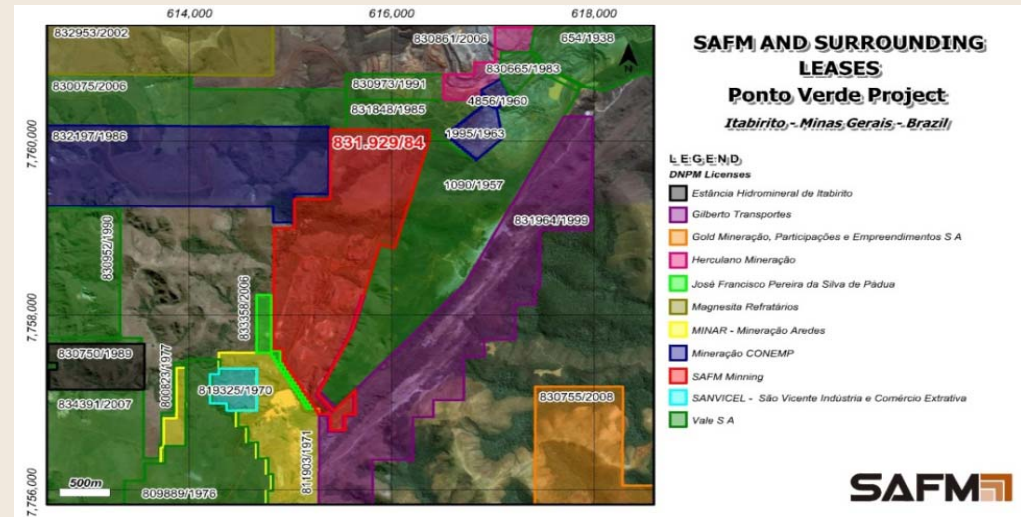 614,000
616,000
618,000
832953/2002
830861/2006
654/1938
830665/1983
830075/2006
830973/1991
4856/1960
831848/1985
7,760,000
832197/1986
831.929/84
1995/1963
N
1090/1957
831964/1999
830952/1990
833358/2006
7,758,000
830750/1989
800823/1977
819325/1970
834391/2007
830755/2008
811903/1971
500m
809889/1976
7,756,000
SAFM AND SURROUNDING
LEASES
Ponto Verde Project
Itabirito - Minas Gerais - Brazil
LEGEND
DNPM Licenses
Estância Hidromineral de Itabirito
Gilberto Transportes
Gold Mineração, Participações e Empreendimentos S A
Herculano Mineração
José Francisco Pereira da Silva de Pádua
Magnesita Refratários
MINAR - Mineração Aredes
Mineração CONEMP
SAFM Minning
SANVICEL - São Vicente Indústria e Comércio Extrativa
Vale S A
SAFM